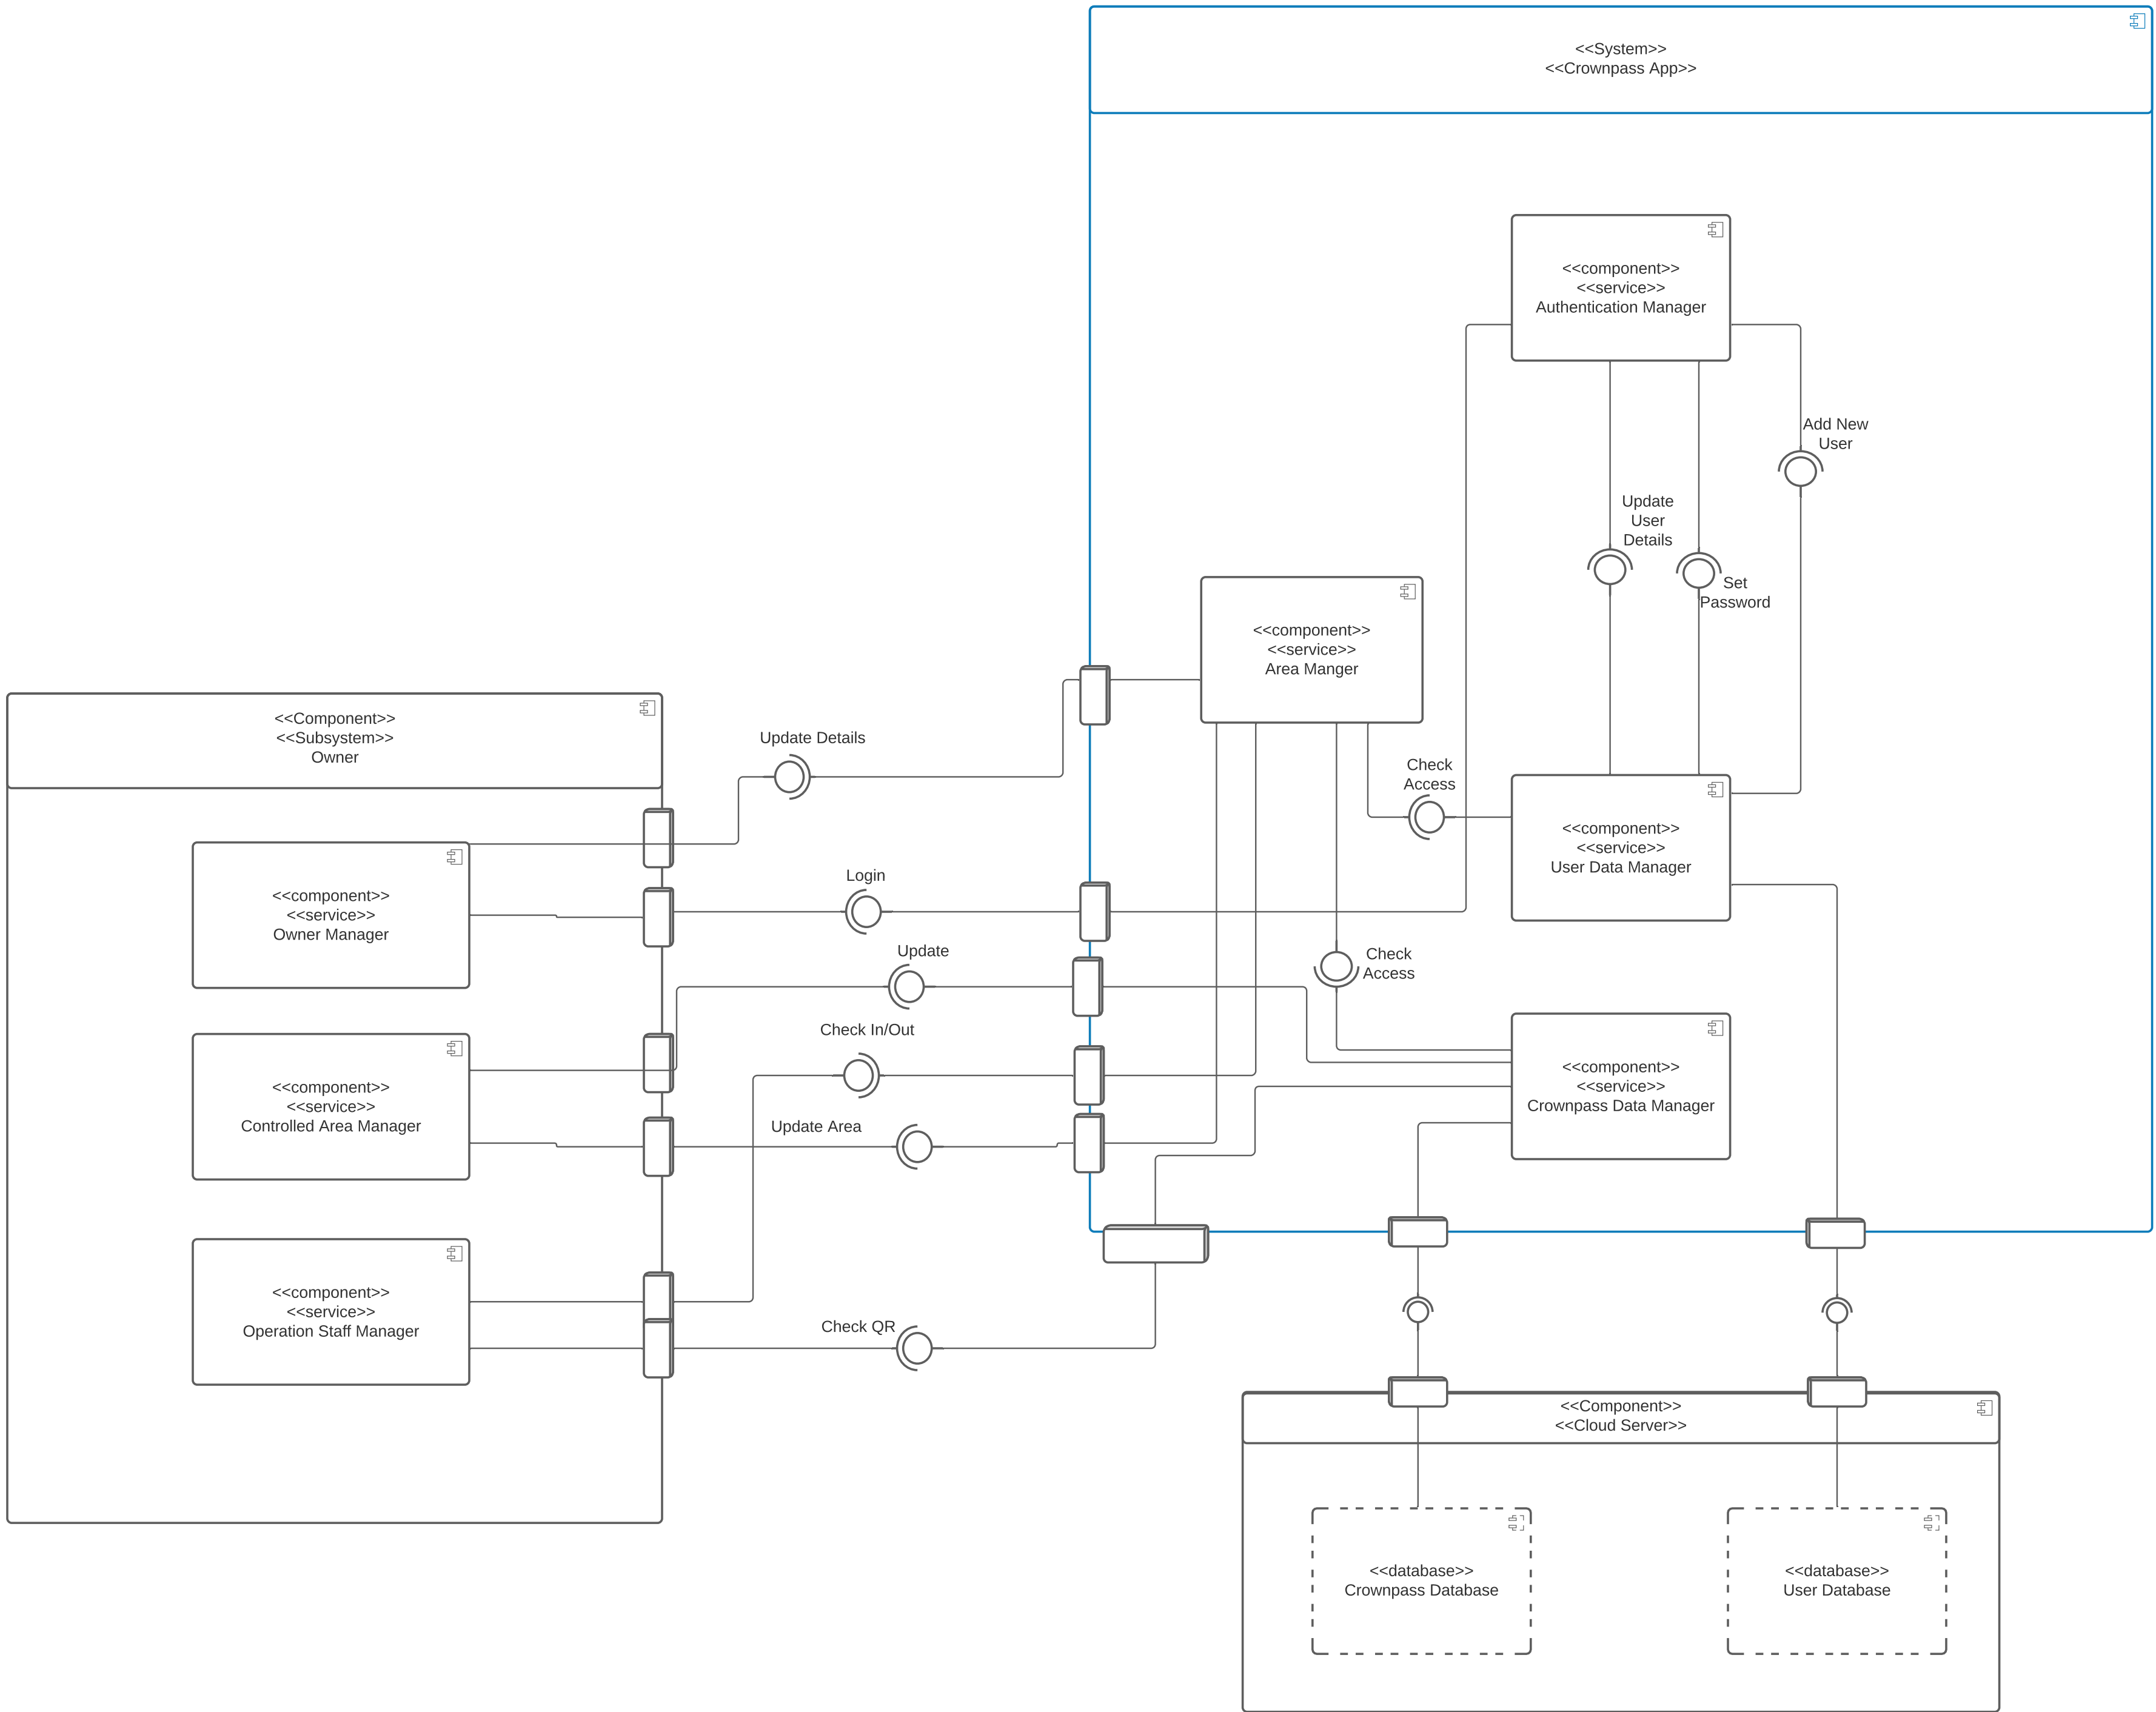 <<System>>
<<Crownpass App>>
<<component>>
<<service>>
Authentication Manager
Add New
User
Update
User
Details
Set
Password
<<component>>
<<service>>
Area Manger
<<Component>>
<<Subsystem>>
Owner
Update Details
Check
Access
<<component>>
<<service>>
User Data Manager
Login
<<component>>
<<service>>
Owner Manager
Update
Check
Access
Check In/Out
<<component>>
<<service>>
Controlled Area Manager
<<component>>
<<service>>
Crownpass Data Manager
Update Area
<<component>>
<<service>>
Operation Staff Manager
Check QR
<<Component>>
<<Cloud Server>>
<<database>>
Crownpass Database
<<database>>
User Database